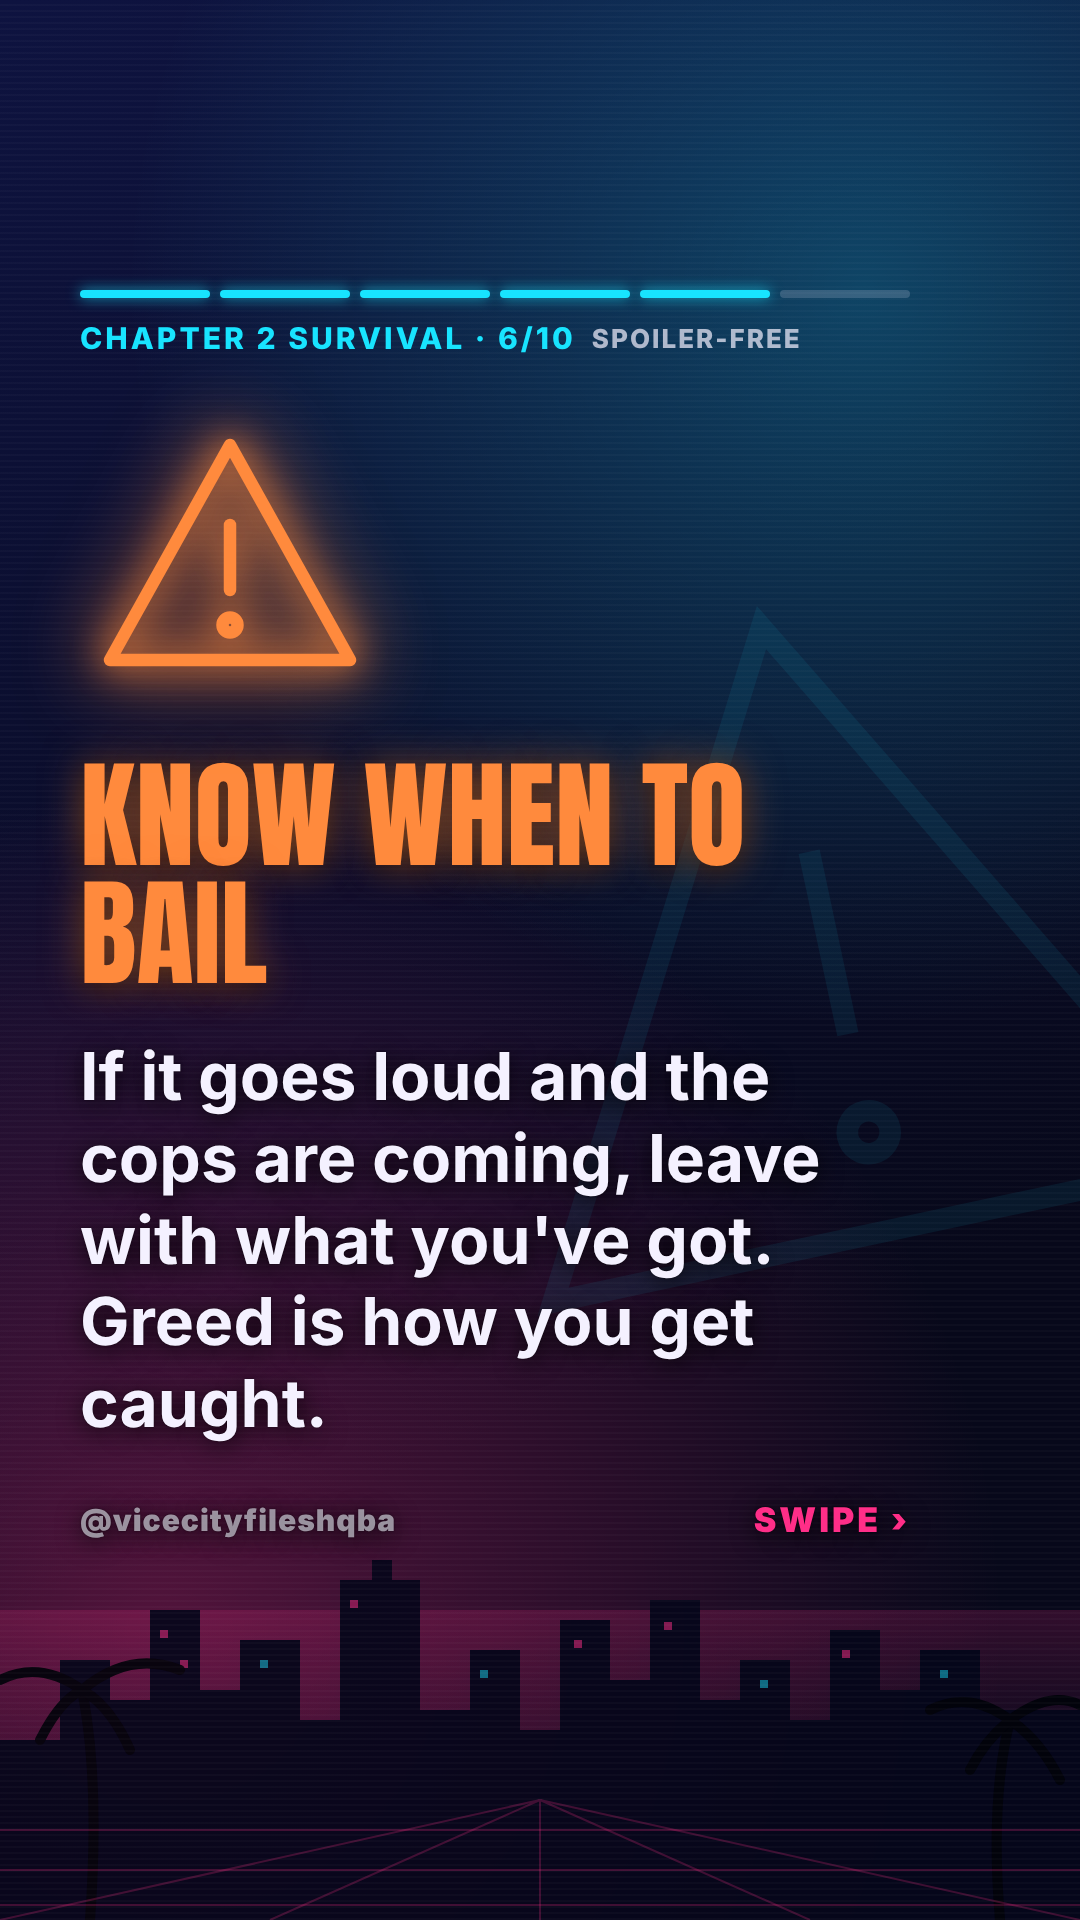 CHAPTER 2 SURVIVAL · 6/10 SPOILER-FREE
KNOW WHEN TO
BAIL
If it goes loud and the
cops are coming, leave
with what you've got.
Greed is how you get
caught.
@vicecityfileshqba SWIPE ›